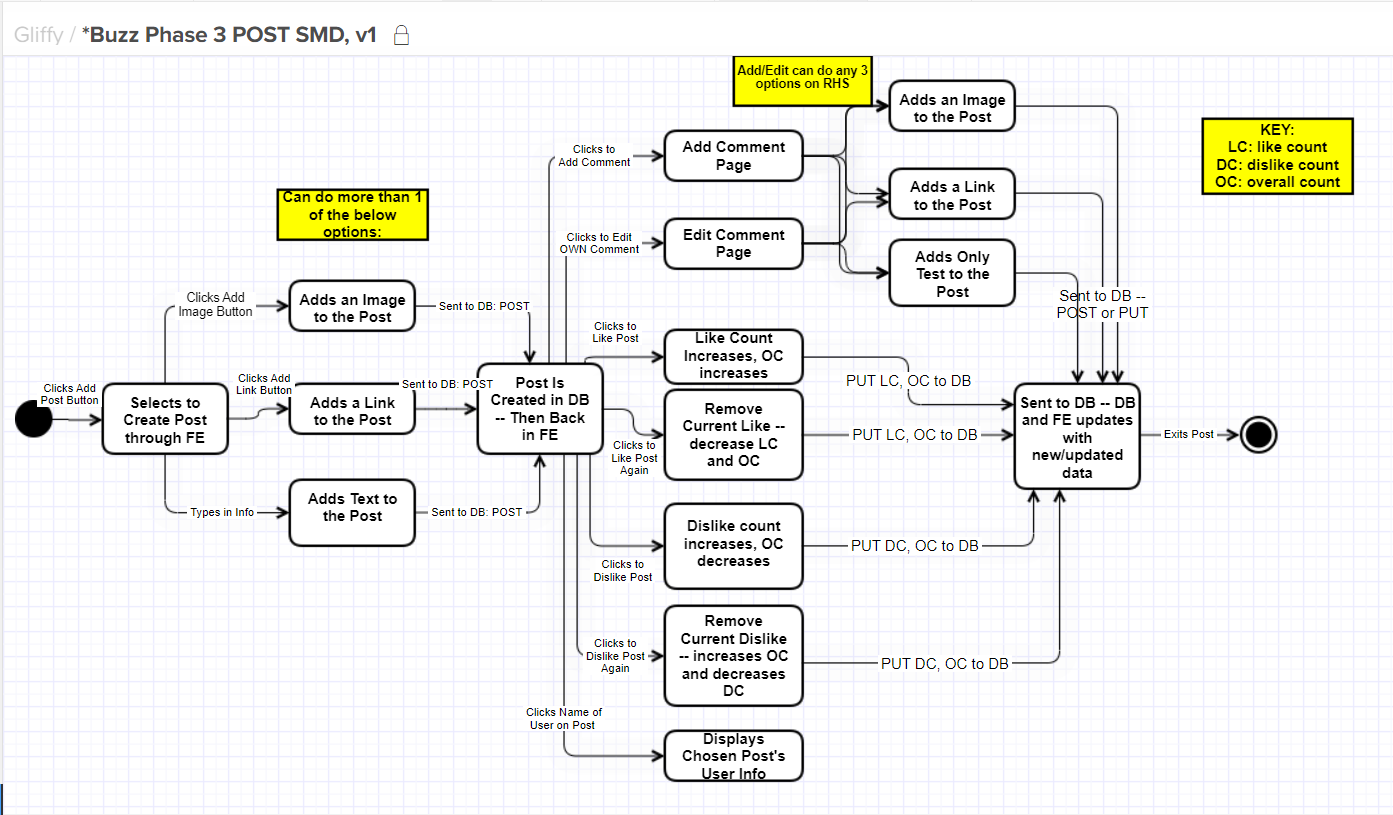 Gliffy / *Buzz Phase 3 POST SMD, v1
Add/Edit can do any 3
options on RHS
KEY:
LC: like count
DC: dislike count
OC: overall count
Can do more than 1
of the below
options:
Clicks Add
Post Button
Selects to
Create Post
through FE
Clicks Add
Image Button
Adds an Image
to the Post
Sent to DB: POST
Clicks Add
Link Button
Adds a Link
to the Post
Sent to DB: POST
Types in Info
Adds Text to
the Post
Sent to DB: POST
Post Is
Created in DB
-- Then Back
in FE
Clicks to
Add Comment
Add Comment
Page
Clicks to Edit
OWN Comment
Edit Comment
Page
Adds an Image
to the Post
Adds a Link
to the Post
Adds Only
Test to the
Post
Sent to DB --
POST or PUT
Clicks to
Like Post
Like Count
Increases, OC
increases
PUT LC, OC to DB
Clicks to
Like Post
Again
Remove
Current Like --
decrease LC
and OC
PUT LC, OC to DB
Clicks to
Dislike Post
Dislike count
increases, OC
decreases
PUT DC, OC to DB
Clicks to
Dislike Post
Again
Remove
Current Dislike
-- increases OC
and decreases
DC
PUT DC, OC to DB
Clicks Name of
User on Post
Displays
Chosen Post's
User Info
Sent to DB -- DB
and FE updates
with
new/updated
data
Exits Post